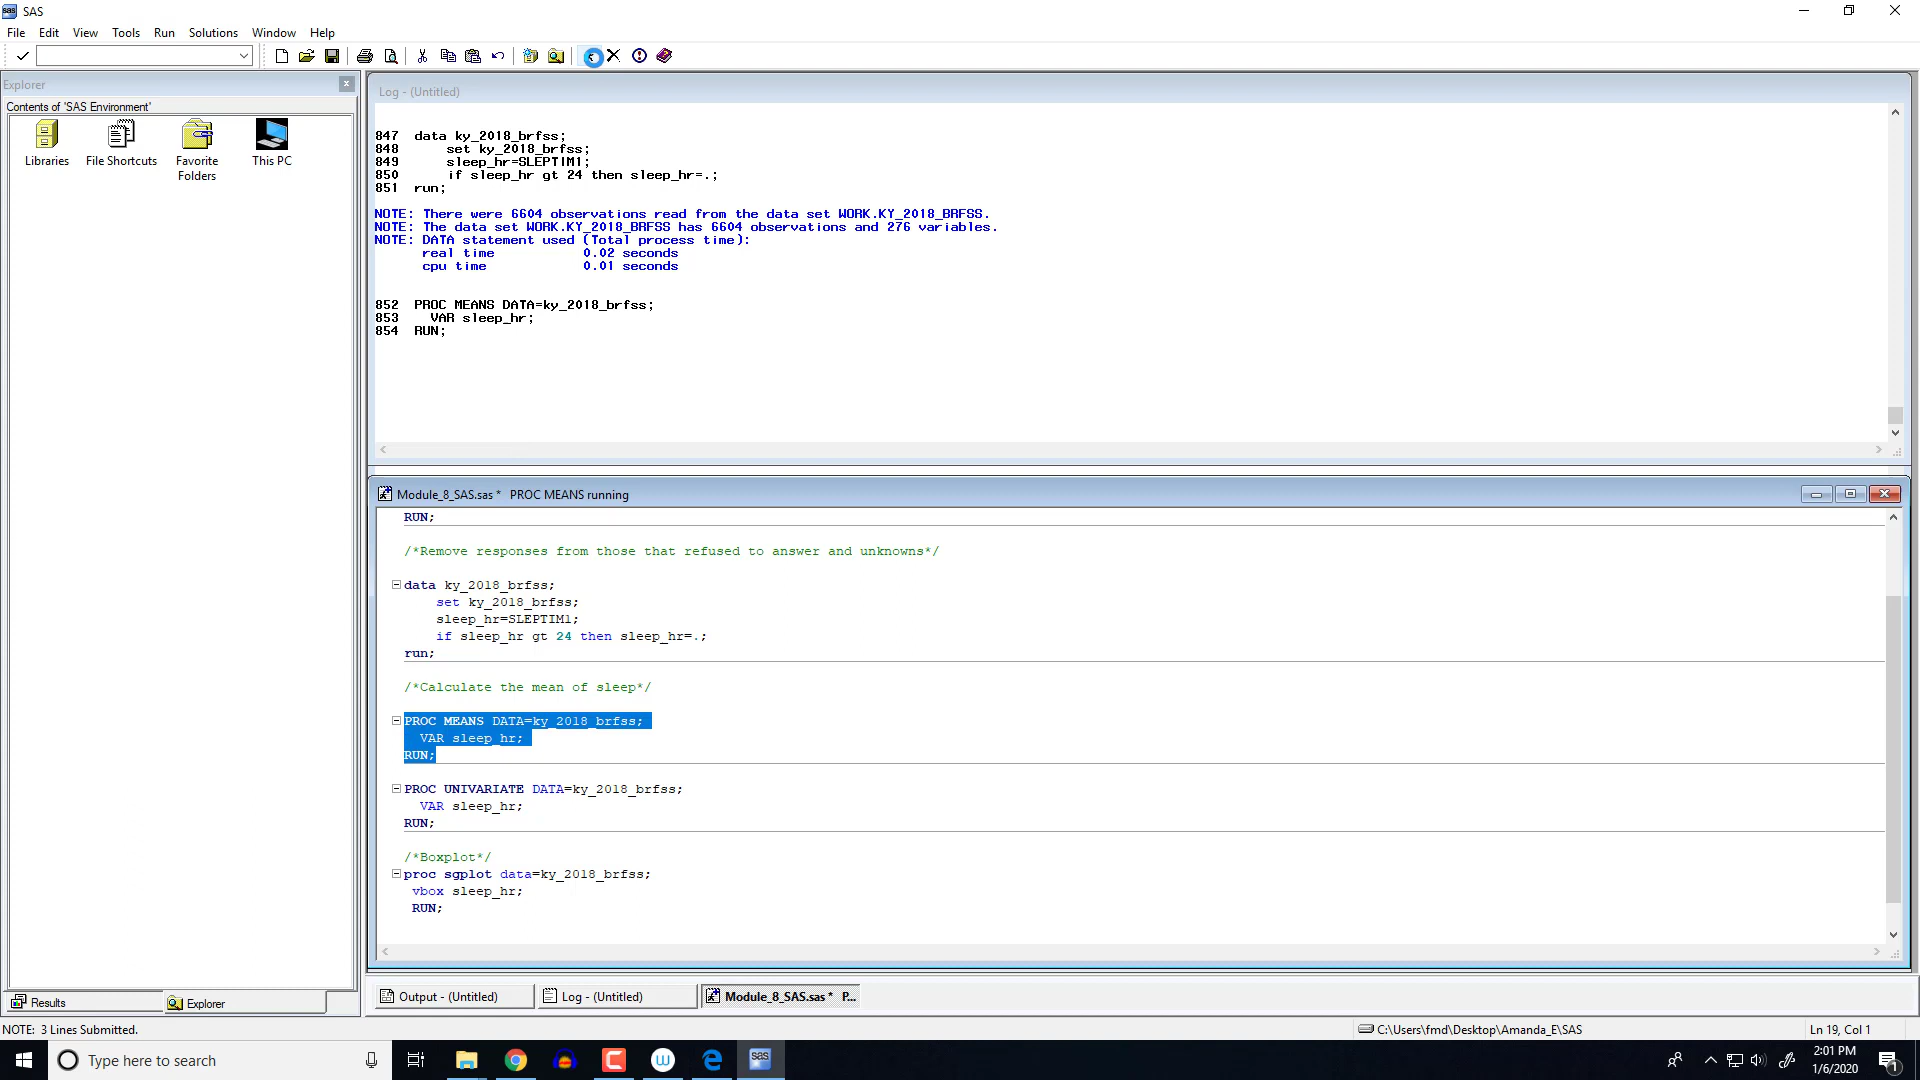 SAS
File Edit View Tools Run Solutions Window Help
Explorer
Contents of 'SAS Environment'
Libraries
File Shortcuts
Favorite Folders
This PC
Log - (Untitled)
847 data ky_2018_brfss;
848 set ky_2018_brfss;
849 sleep_hr=SLEPTIM1;
850 if sleep_hr gt 24 then sleep_hr=.;
851 run;
NOTE: There were 6604 observations read from the data set WORK.KY_2018_BRFSS.
NOTE: The data set WORK.KY_2018_BRFSS has 6604 observations and 276 variables.
NOTE: DATA statement used (Total process time):
real time 0.02 seconds
cpu time 0.01 seconds
852 PROC MEANS DATA=ky_2018_brfss;
853 VAR sleep_hr;
854 RUN;
Module_8_SAS.sas * PROC MEANS running
RUN;
/*Remove responses from those that refused to answer and unknowns*/
data ky_2018_brfss;
set ky_2018_brfss;
sleep_hr=SLEPTIM1;
if sleep_hr gt 24 then sleep_hr=.;
run;
/*Calculate the mean of sleep*/
PROC MEANS DATA=ky_2018_brfss;
VAR sleep_hr;
RUN;
PROC UNIVARIATE DATA=ky_2018_brfss;
VAR sleep_hr;
RUN;
/*Boxplot*/
proc sgplot data=ky_2018_brfss;
vbox sleep_hr;
RUN;
Results
Explorer
Output - (Untitled)
Log - (Untitled)
Module_8_SAS.sas * P...
NOTE: 3 Lines Submitted.
C:\Users\fmd\Desktop\Amanda_E\SAS
Ln 19, Col 1
Type here to search
sas
2:01 PM
1/6/2020
1